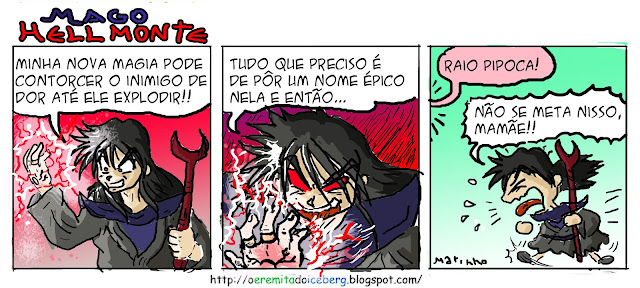 MAGO
HELLMONTE
MINHA NOVA MAGIA PODE
CONTORCER O INIMIGO DE
DOR ATÉ ELE EXPLODIR!!
TUDO QUE PRECISO É
DE PÔR UM NOME ÉPICO
NELA E ENTÃO...
RAIO PIPOCA!
NÃO SE META NISSO,
MAMÃE!!
Marinho
http://oeremitadoiceberg.blogspot.com/